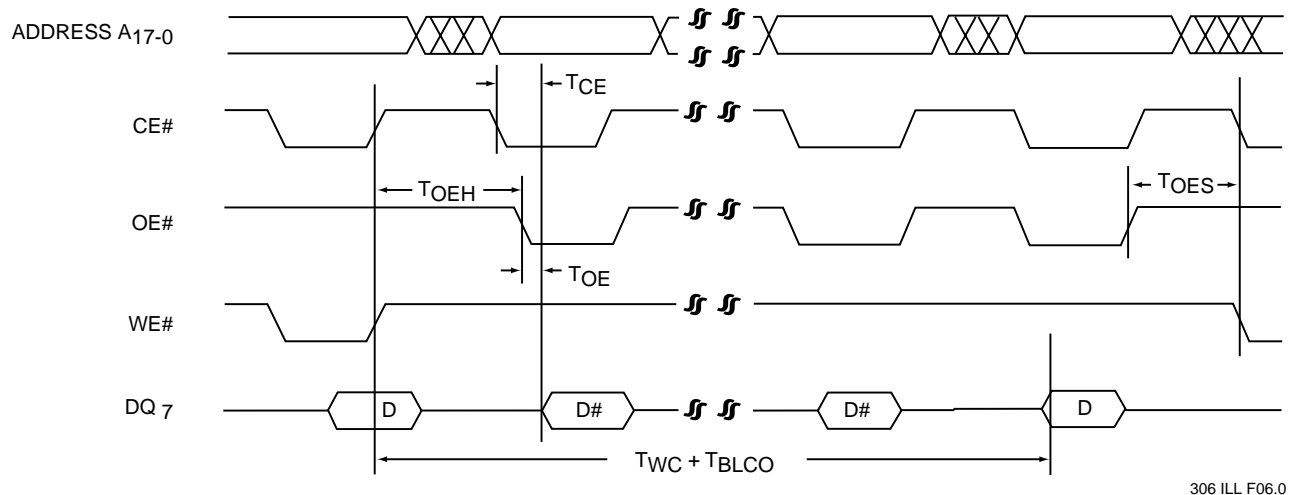 ADDRESS A17-0
TCE
CE#
TOEH
TOES
OE#
TOE
WE#
DQ 7
D
D#
D#
D
TWC + TBLCO
306 ILL F06.0